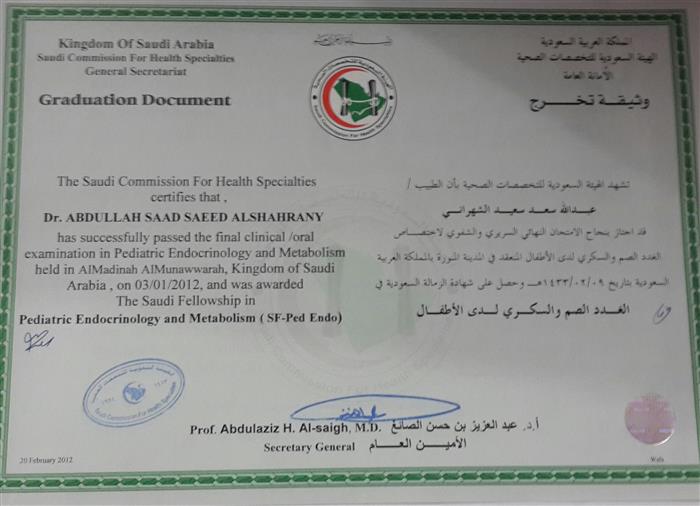 Kingdom Of Saudi Arabia
Saudi Commission For Health Specialties
General Secretariat
Graduation Document
المملكة العربية السعودية
الهيئة السعودية للتخصصات الصحية
الأمانة العامة
وثيقة تخرج
The Saudi Commission For Health Specialties
certifies that ,
Dr. ABDULLAH SAAD SAEED ALSHAHRANY
has successfully passed the final clinical /oral
examination in Pediatric Endocrinology and Metabolism
held in AlMadinah AlMunawwarah, Kingdom of Saudi
Arabia , on 03/01/2012, and was awarded
The Saudi Fellowship in
Pediatric Endocrinology and Metabolism ( SF-Ped Endo)
تشهد الهيئة السعودية للتخصصات الصحية بأن الطبيب /
عبدالله سعد سعيد الشهراني
قد اجتاز بنجاح الامتحان النهائي السريري والشفوي لاختصاص
الغدد الصم والسكري لدى الأطفال المنعقد في المدينة المنورة بالمملكة العربية
السعودية بتاريخ ١٤٣٣/٠٢/٠٩هـ وحصل على شهادة الزمالة السعودية في
الغدد الصم والسكري لدى الأطفال
Saudi Commission For Health Specialties
Prof. Abdulaziz H. Al-saigh, M.D.
أ.د. عبد العزيز بن حسن الصائغ
Secretary General
الأمين العام
20 February 2012
Wafa